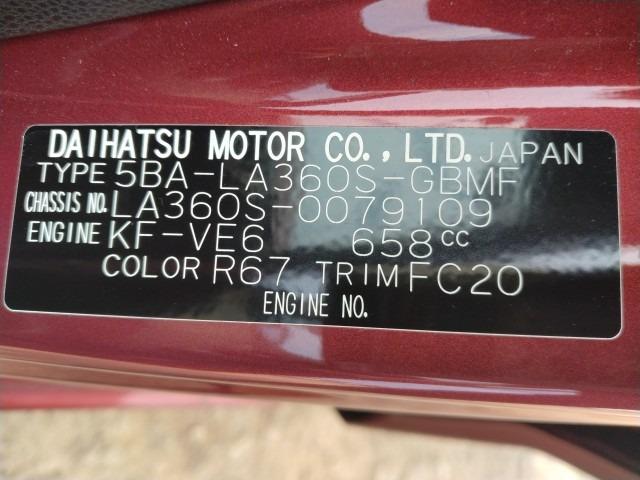 DAIHATSU MOTOR CO., LTD. JAPAN
TYPE 5BA-LA360S-GBMF
CHASSIS NO. LA360S-0079109
ENGINE KF-VE6 658cc
COLOR R67 TRIM FC20
ENGINE NO.